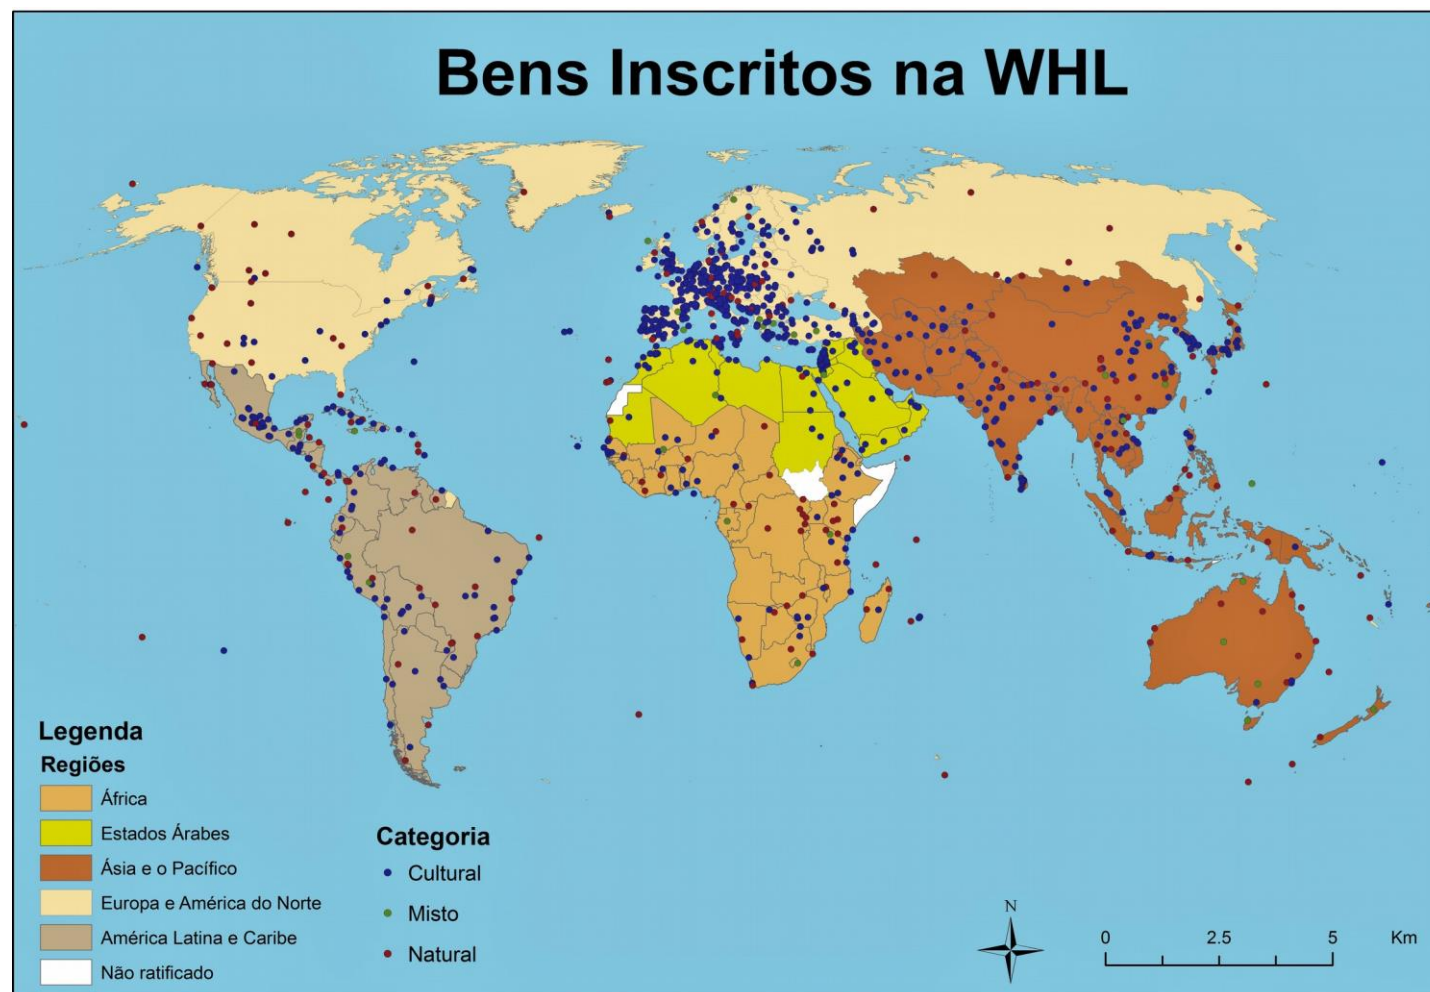 Bens Inscritos na WHL
Legenda
Regiões
África
Estados Árabes
Ásia e o Pacífico
Europa e América do Norte
América Latina e Caribe
Não ratificado
Categoria
Cultural
Misto
Natural
N
0 2.5 5 Km